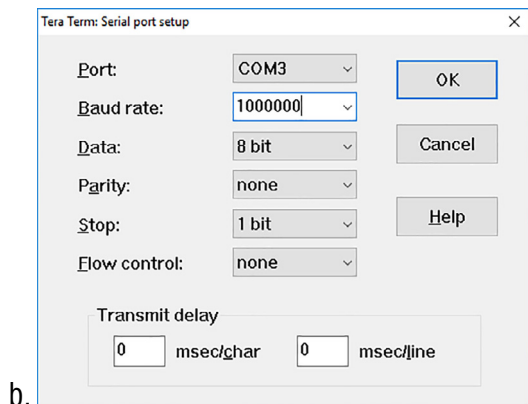 Tera Term: Serial port setup
Port: COM3 OK
Baud rate: 1000000
Data: 8 bit Cancel
Parity: none
Stop: 1 bit Help
Flow control: none
Transmit delay
0 msec/char 0 msec/line
b.